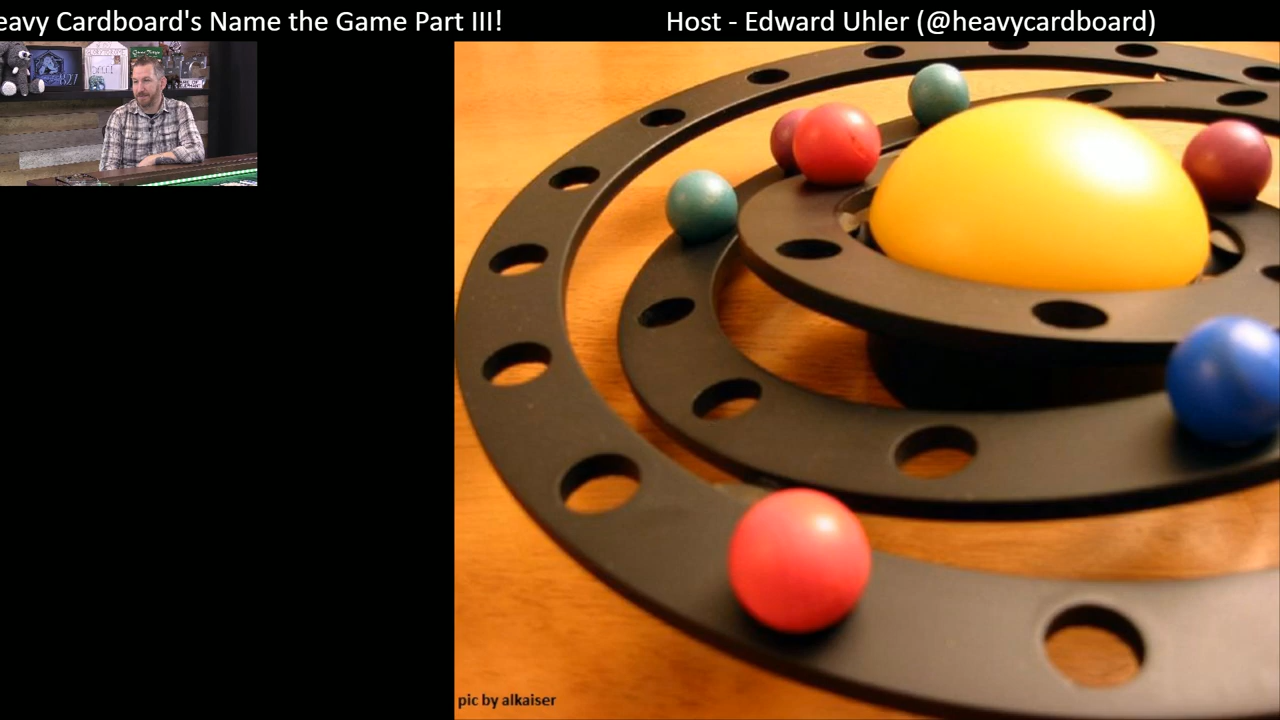 eavy Cardboard's Name the Game Part III!
Host - Edward Uhler (@heavycardboard)
pic by alkaiser